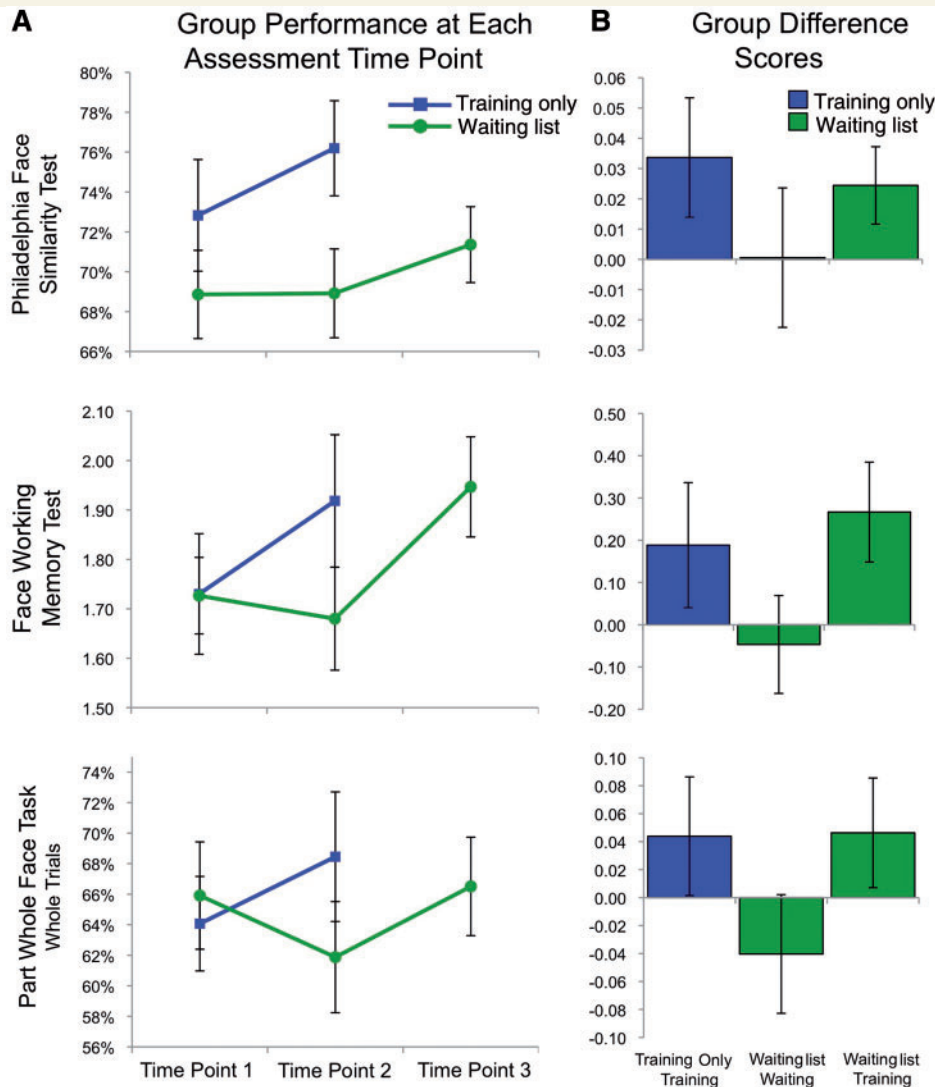 A
Group Performance at Each
Assessment Time Point
B
Group Difference
Scores
Philadelphia Face
Similarity Test
80%
78%
76%
74%
72%
70%
68%
66%
Training only
Waiting list
0.06
0.05
0.04
0.03
0.02
0.01
0.00
-0.01
-0.02
-0.03
Training only
Waiting list
Face Working
Memory Test
2.10
2.00
1.90
1.80
1.70
1.60
1.50
0.50
0.40
0.30
0.20
0.10
0.00
-0.10
-0.20
Part Whole Face Task
Whole Trials
74%
72%
70%
68%
66%
64%
62%
60%
58%
56%
Time Point 1
Time Point 2
Time Point 3
0.10
0.08
0.06
0.04
0.02
0.00
-0.02
-0.04
-0.06
-0.08
-0.10
Training Only
Training
Waiting list
Waiting
Waiting list
Training